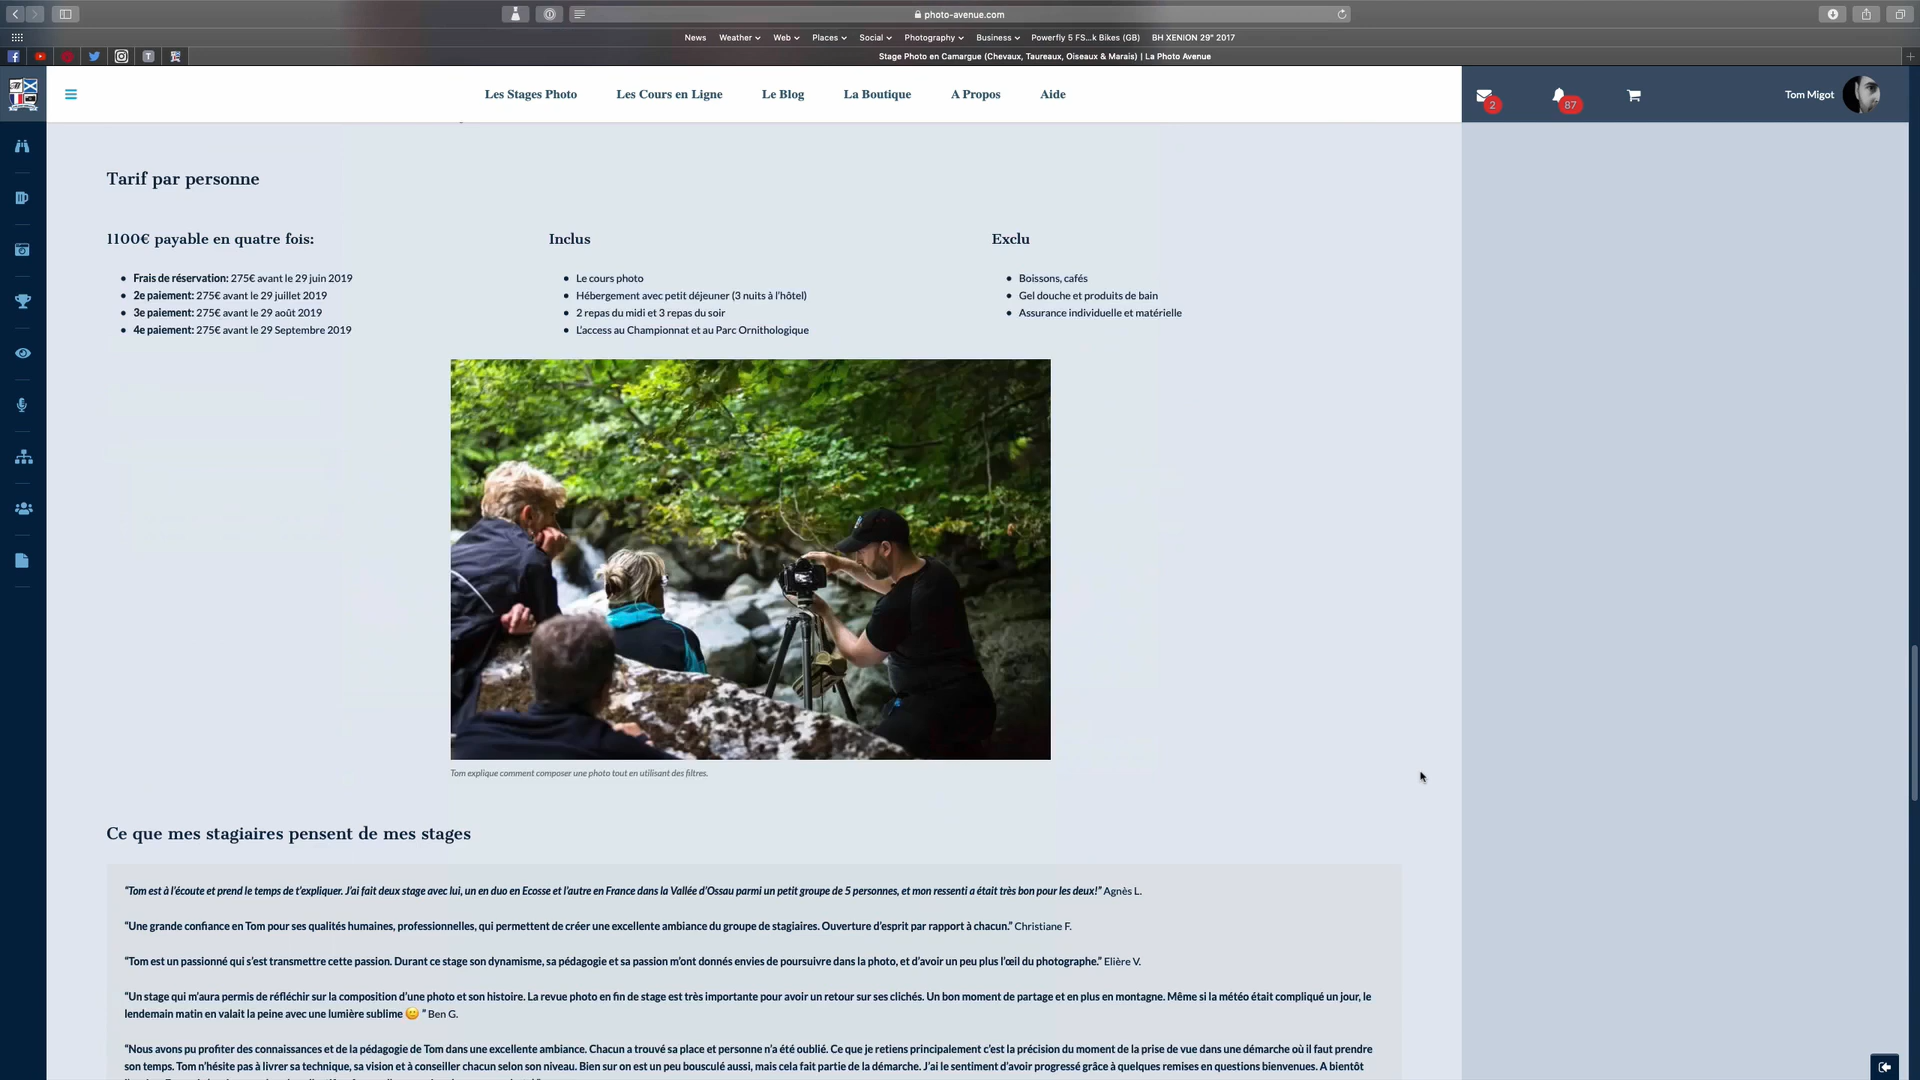 photo-avenue.com
News Weather Web Places Social Photography Business Powerfly 5 FS...k Bikes (GB) BH XENION 29" 2017
Stage Photo en Camargue (Chevaux, Taureaux, Oiseaux & Marais) | La Photo Avenue
Les Stages Photo Les Cours en Ligne Le Blog La Boutique A Propos Aide
2 87 Tom Migot
Tarif par personne
1100€ payable en quatre fois:
Frais de réservation: 275€ avant le 29 juin 2019
2e paiement: 275€ avant le 29 juillet 2019
3e paiement: 275€ avant le 29 août 2019
4e paiement: 275€ avant le 29 Septembre 2019
Inclus
Le cours photo
Hébergement avec petit déjeuner (3 nuits à l'hôtel)
2 repas du midi et 3 repas du soir
L'access au Championnat et au Parc Ornithologique
Exclu
Boissons, cafés
Gel douche et produits de bain
Assurance individuelle et matérielle
Tom explique comment composer une photo tout en utilisant des filtres.
Ce que mes stagiaires pensent de mes stages
"Tom est à l'écoute et prend le temps de t'expliquer. J'ai fait deux stage avec lui, un en duo en Ecosse et l'autre en France dans la Vallée d'Ossau parmi un petit groupe de 5 personnes, et mon ressenti a était très bon pour les deux!" Agnès L.
"Une grande confiance en Tom pour ses qualités humaines, professionnelles, qui permettent de créer une excellente ambiance du groupe de stagiaires. Ouverture d'esprit par rapport à chacun." Christiane F.
"Tom est un passionné qui s'est transmettre cette passion. Durant ce stage son dynamisme, sa pédagogie et sa passion m'ont donnés envies de poursuivre dans la photo, et d'avoir un peu plus l'œil du photographe." Elière V.
"Un stage qui m'aura permis de réfléchir sur la composition d'une photo et son histoire. La revue photo en fin de stage est très importante pour avoir un retour sur ses clichés. Un bon moment de partage et en plus en montagne. Même si la météo était compliqué un jour, le
lendemain matin en valait la peine avec une lumière sublime 🙂 " Ben G.
"Nous avons pu profiter des connaissances et de la pédagogie de Tom dans une excellente ambiance. Chacun a trouvé sa place et personne n'a été oublié. Ce que je retiens principalement c'est la précision du moment de la prise de vue dans une démarche où il faut prendre
son temps. Tom n'hésite pas à livrer sa technique, sa vision et à conseiller chacun selon son niveau. Bien sur on est un peu bousculé aussi, mais cela fait partie de la démarche. J'ai le sentiment d'avoir progressé grâce à quelques remises en questions bienvenues. A bientôt